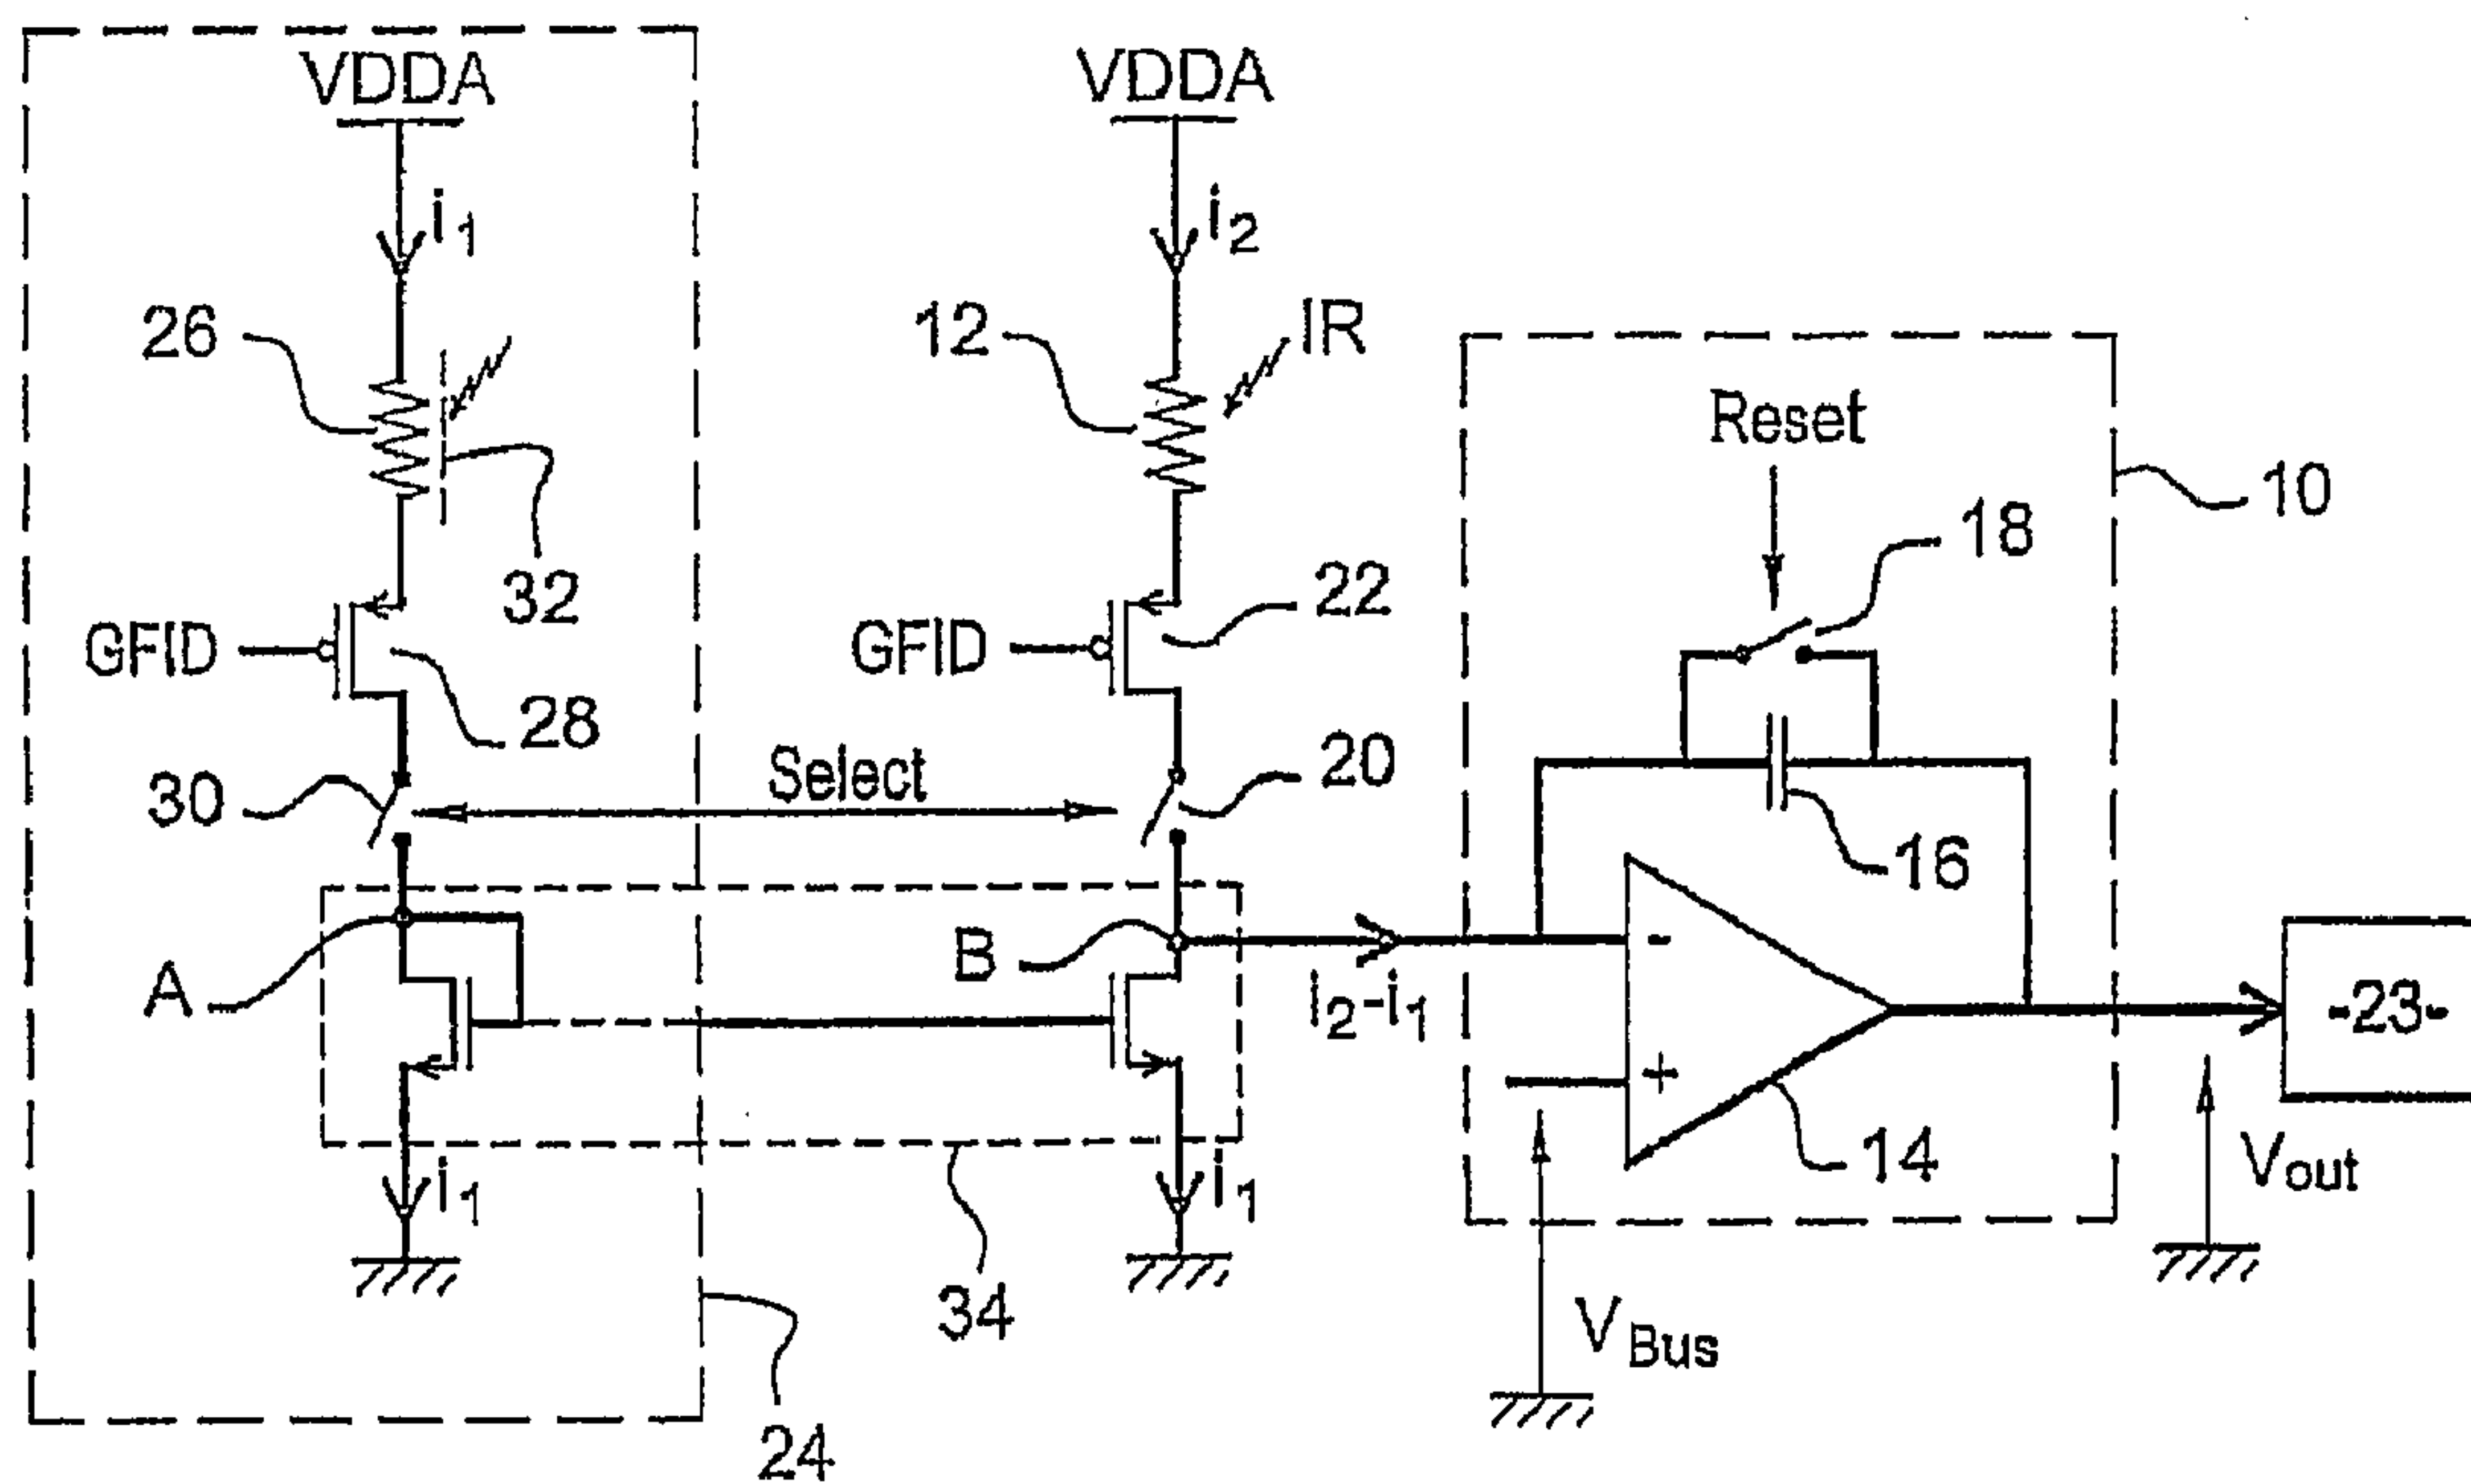 VDDA
VDDA
i1
i2
26
12
IR
Reset
10
18
32
22
GFID
GFID
28
30
Select
20
16
A
B
-
i2-i1
-23-
+
14
Vout
i1
i1
34
VBus
24